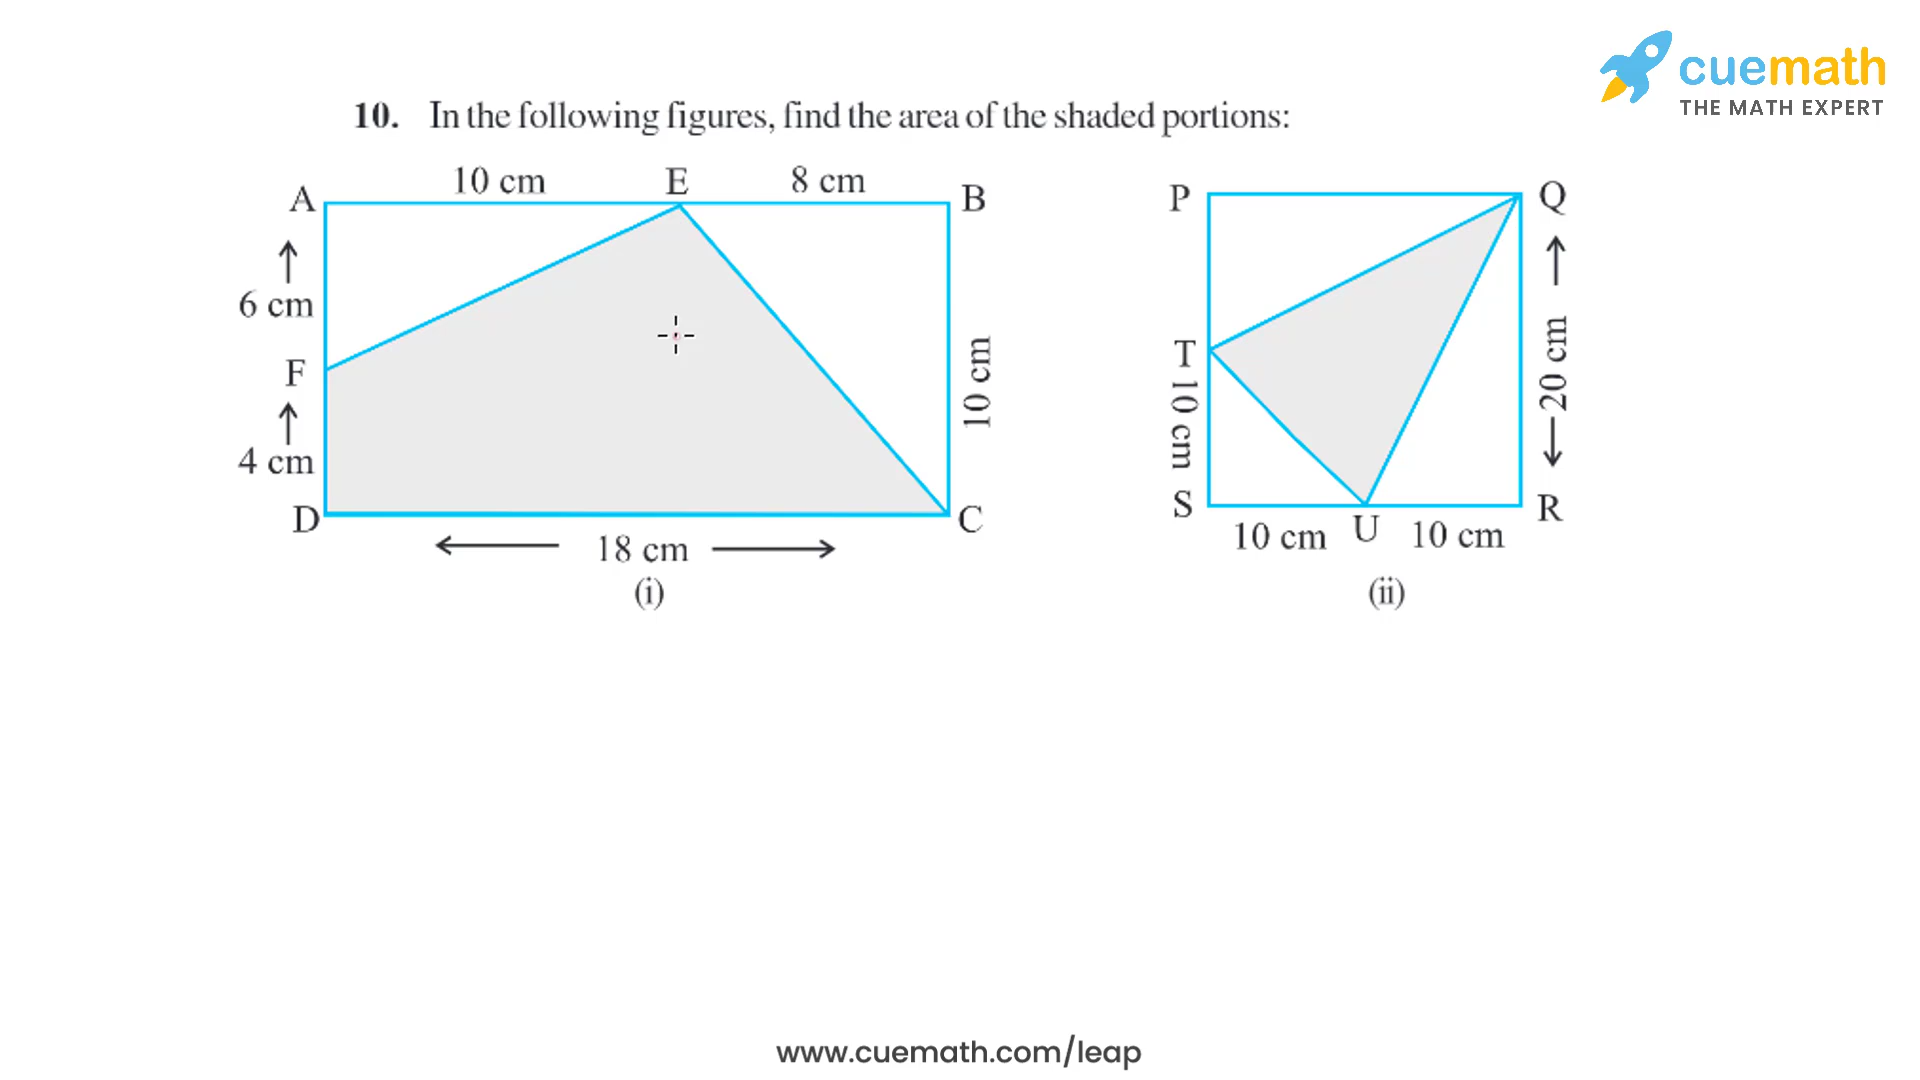 cuemath
THE MATH EXPERT
10. In the following figures, find the area of the shaded portions:
A 10 cm E 8 cm B
6 cm
F
4 cm
10 cm
D C
18 cm
(i)
P Q
T
10 cm
20 cm
S R
10 cm U 10 cm
(ii)
www.cuemath.com/leap